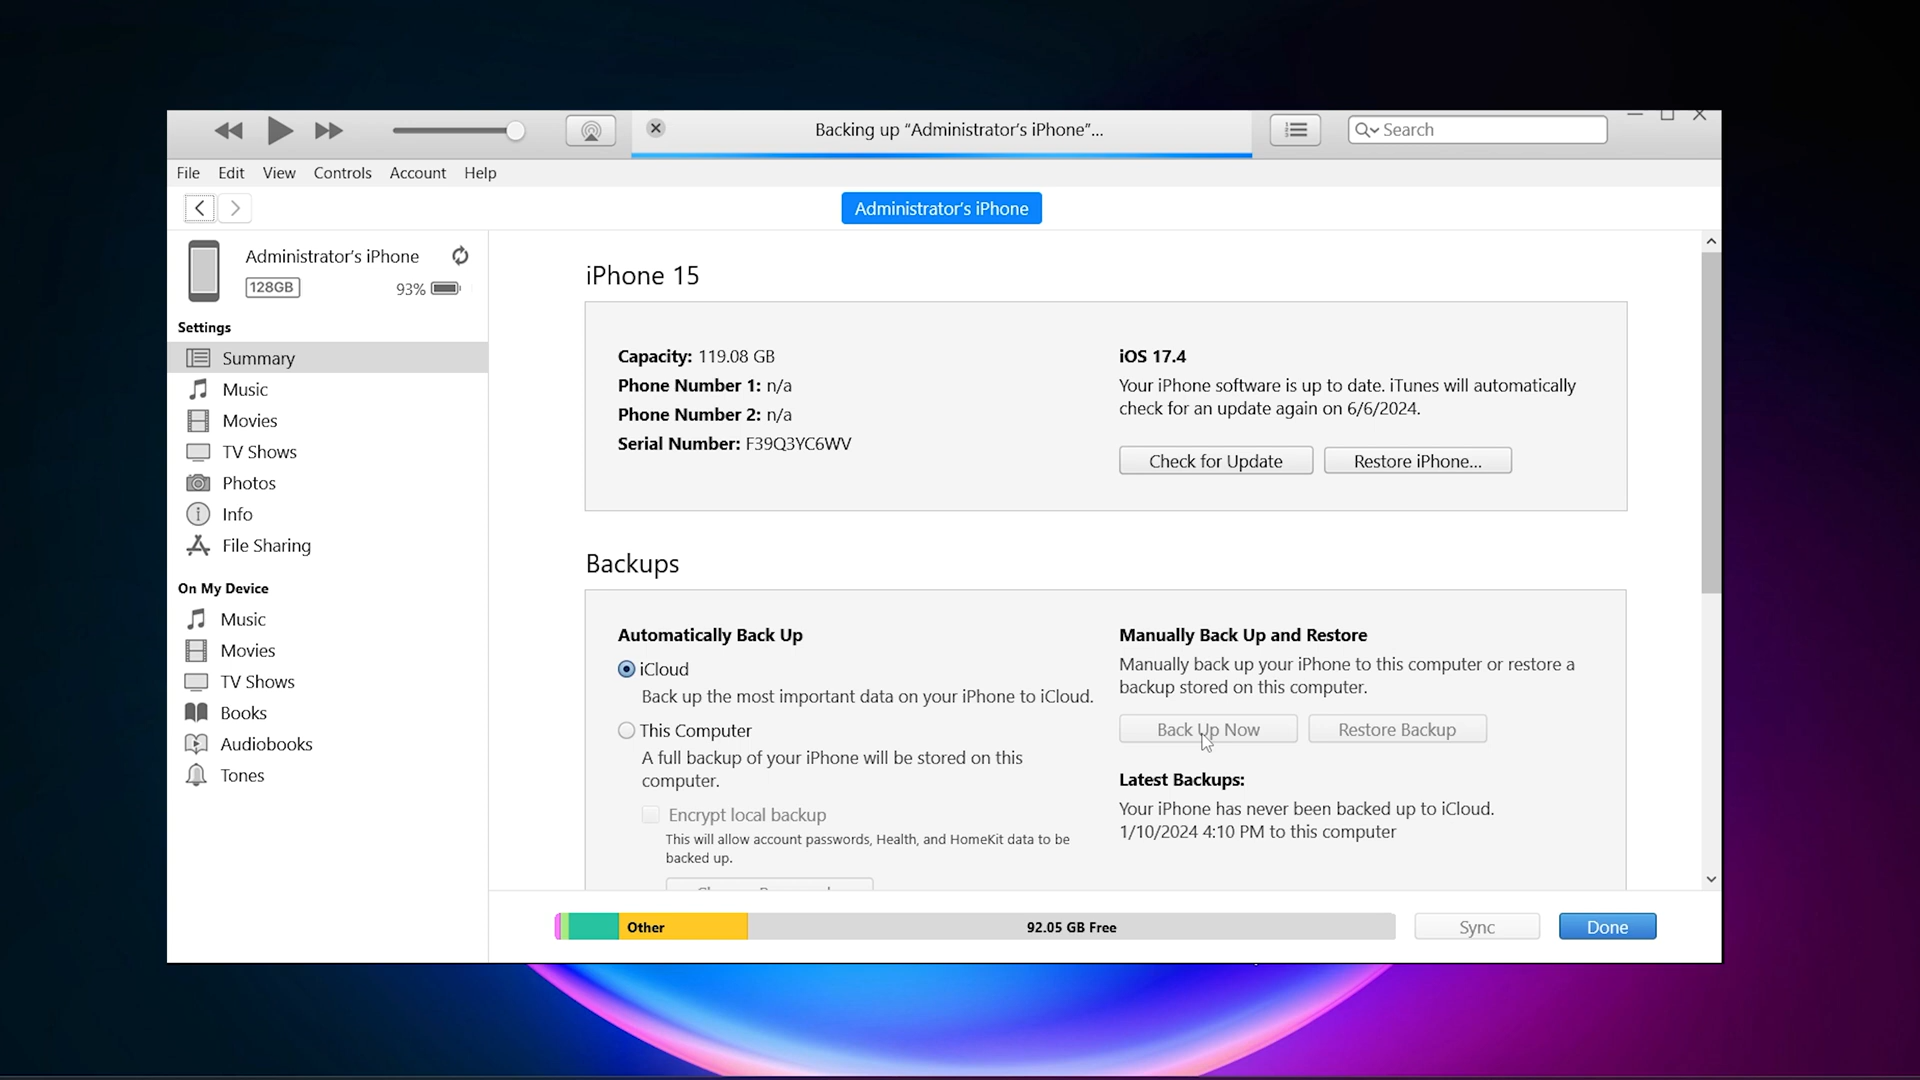 Backing up “Administrator’s iPhone”...
Search
File Edit View Controls Account Help
Administrator’s iPhone
Administrator’s iPhone
128GB
93%
Settings
Summary
Music
Movies
TV Shows
Photos
Info
File Sharing
On My Device
Music
Movies
TV Shows
Books
Audiobooks
Tones
iPhone 15
Capacity: 119.08 GB
Phone Number 1: n/a
Phone Number 2: n/a
Serial Number: F39Q3YC6WV
iOS 17.4
Your iPhone software is up to date. iTunes will automatically
check for an update again on 6/6/2024.
Check for Update
Restore iPhone...
Backups
Automatically Back Up
iCloud
Back up the most important data on your iPhone to iCloud.
This Computer
A full backup of your iPhone will be stored on this
computer.
Encrypt local backup
This will allow account passwords, Health, and HomeKit data to be
backed up.
Manually Back Up and Restore
Manually back up your iPhone to this computer or restore a
backup stored on this computer.
Back Up Now
Restore Backup
Latest Backups:
Your iPhone has never been backed up to iCloud.
1/10/2024 4:10 PM to this computer
Other
92.05 GB Free
Sync
Done